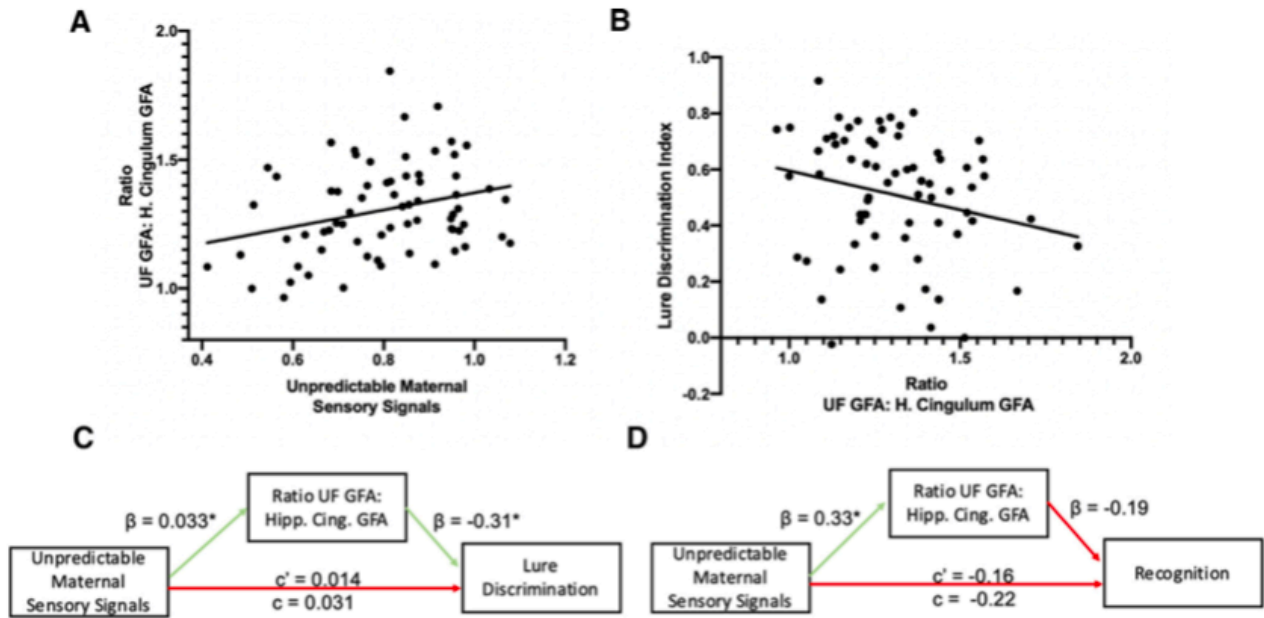 A
2.0
1.5
1.0
Ratio
UF GFA: H. Cingulum GFA
0.4 0.6 0.8 1.0 1.2
Unpredictable Maternal
Sensory Signals
B
1.0
0.8
0.6
0.4
0.2
0.0
-0.2
Lure Discrimination Index
1.0 1.5 2.0
Ratio
UF GFA: H. Cingulum GFA
C
Ratio UF GFA:
Hipp. Cing. GFA
β = 0.033*
β = -0.31*
Unpredictable
Maternal
Sensory Signals
c' = 0.014
c = 0.031
Lure
Discrimination
D
Ratio UF GFA:
Hipp. Cing. GFA
β = 0.33*
β = -0.19
Unpredictable
Maternal
Sensory Signals
c' = -0.16
c = -0.22
Recognition